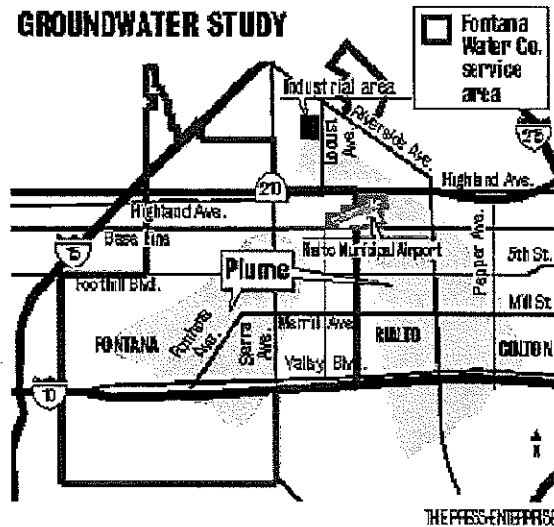 GROUNDWATER STUDY
Fontana
Water Co.
service
area
Industrial area
Locust
Ave.
Riverside Ave.
215
210
Highland Ave.
Highland Ave.
15
Base Line
Rialto Municipal Airport
Pepper Ave.
5th St.
Plume
Foothill Blvd.
Mill St.
FONTANA
Fontana
Ave.
Sierra
Ave.
Merrill Ave.
RIALTO
COLTON
Valley Blvd.
10
N
THE PRESS-ENTERPRISE